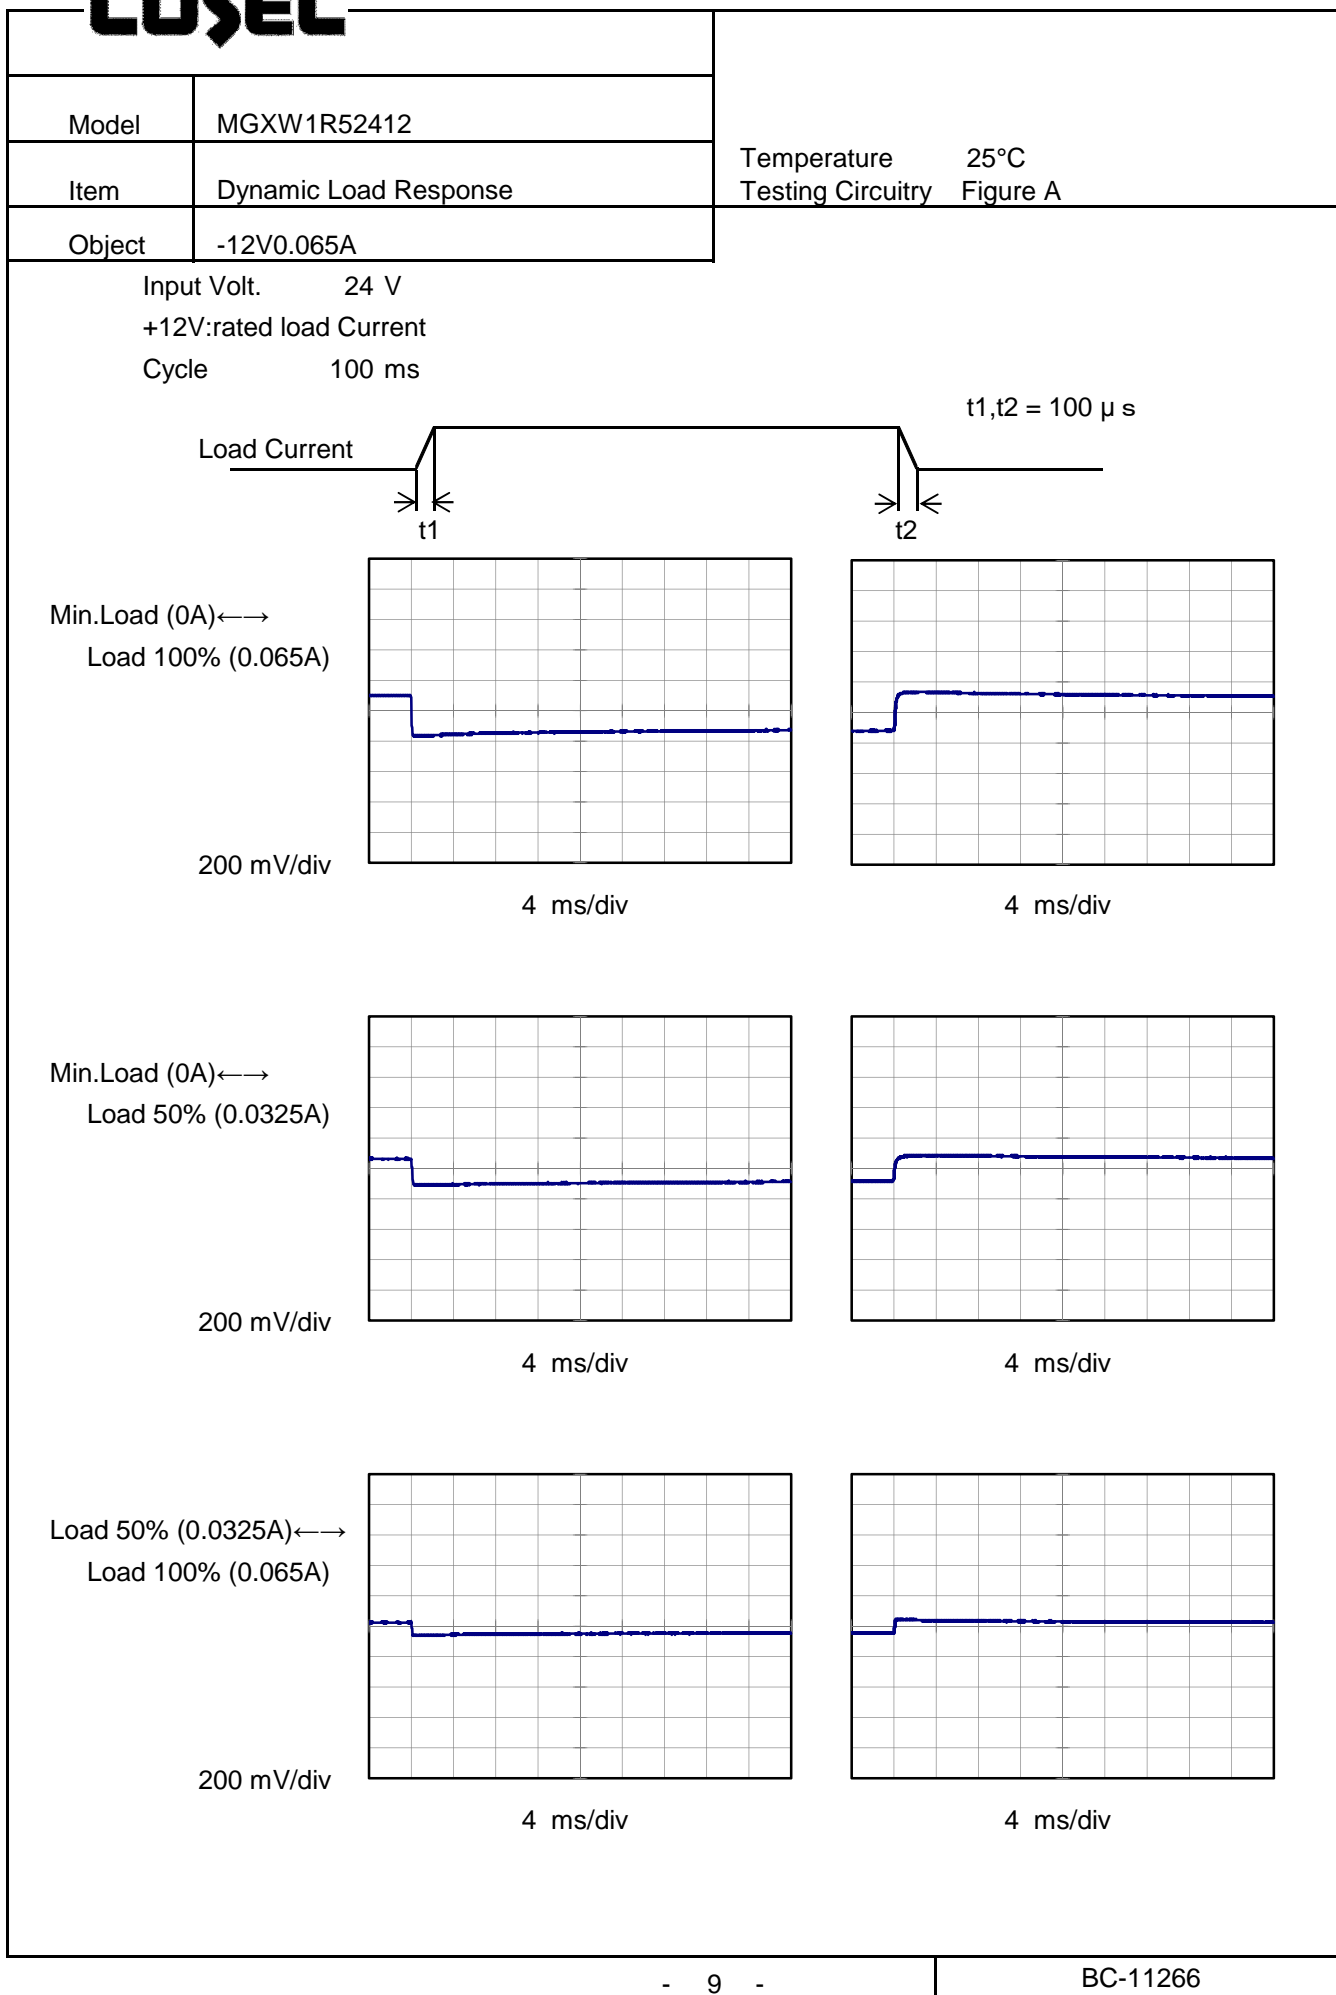 COSEL
Model MGXW1R52412
Temperature 25°C
Item Dynamic Load Response Testing Circuitry Figure A
Object -12V0.065A
Input Volt. 24 V
+12V:rated load Current
Cycle 100 ms
t1,t2 = 100 μs
Load Current
t1 t2
Min.Load (0A)←→
Load 100% (0.065A)
200 mV/div
4 ms/div 4 ms/div
Min.Load (0A)←→
Load 50% (0.0325A)
200 mV/div
4 ms/div 4 ms/div
Load 50% (0.0325A)←→
Load 100% (0.065A)
200 mV/div
4 ms/div 4 ms/div
- 9 - BC-11266